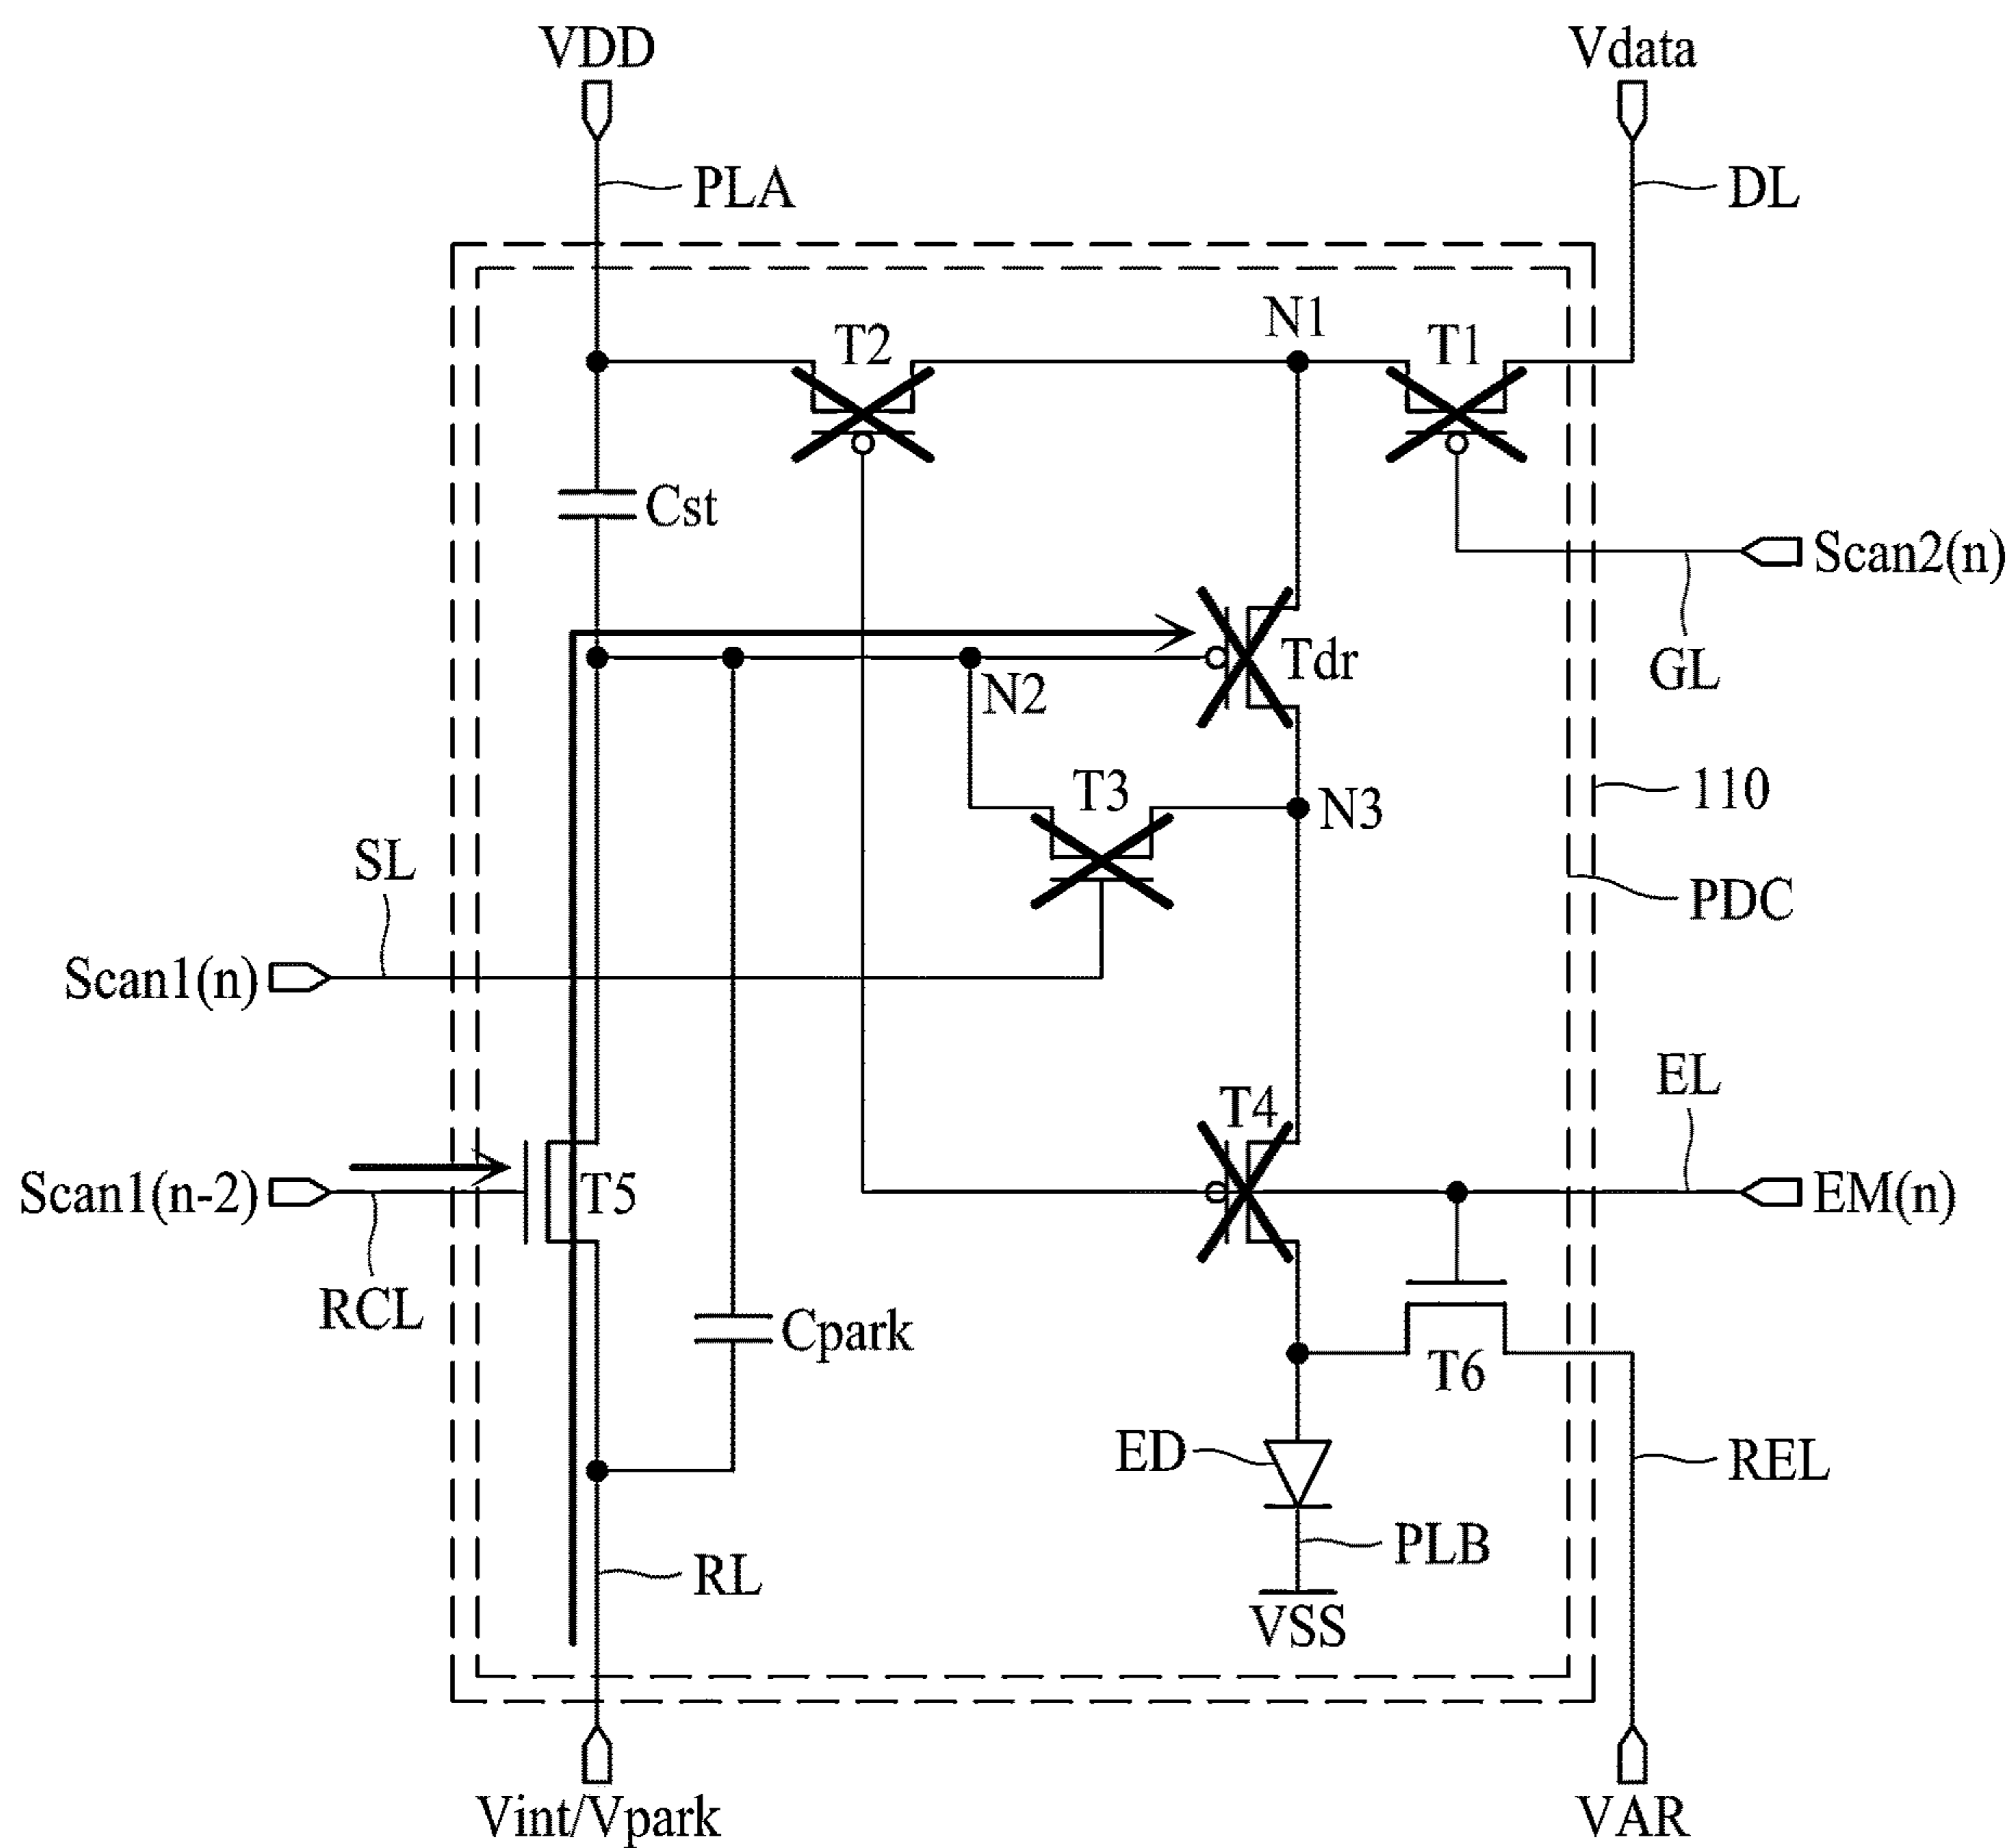 VDD
Vdata
PLA
DL
N1
T2
T1
Cst
Scan2(n)
Tdr
GL
N2
T3
110
N3
SL
PDC
Scan1(n)
EL
T4
Scan1(n-2)
T5
EM(n)
RCL
Cpark
T6
ED
REL
PLB
RL
VSS
Vint/Vpark
VAR